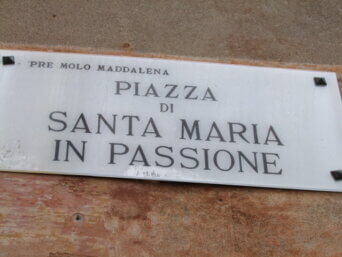 PRE MOLO MADDALENA
PIAZZA
DI
SANTA MARIA
IN PASSIONE